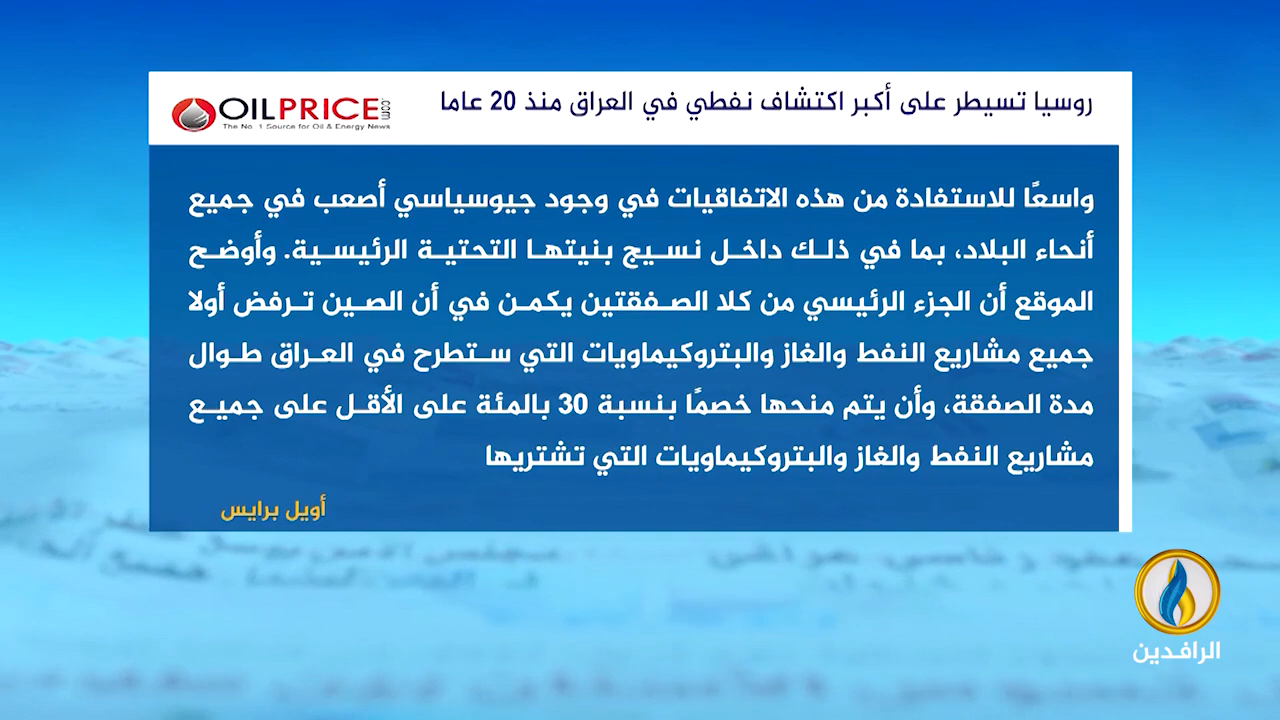 روسيا تسيطر على أكبر اكتشاف نفطي في العراق منذ 20 عاما
OILPRICE.com
The No. 1 Source for Oil & Energy News
واسعًا للاستفادة من هذه الاتفاقيات في وجود جيوسياسي أصعب في جميع
أنحاء البلاد، بما في ذلك داخل نسيج بنيتها التحتية الرئيسية. وأوضح
الموقع أن الجزء الرئيسي من كلا الصفقتين يكمن في أن الصين ترفض أولا
جميع مشاريع النفط والغاز والبتروكيماويات التي ستطرح في العراق طوال
مدة الصفقة، وأن يتم منحها خصمًا بنسبة 30 بالمئة على الأقل على جميع
مشاريع النفط والغاز والبتروكيماويات التي تشتريها
أويل برايس
الرافدين